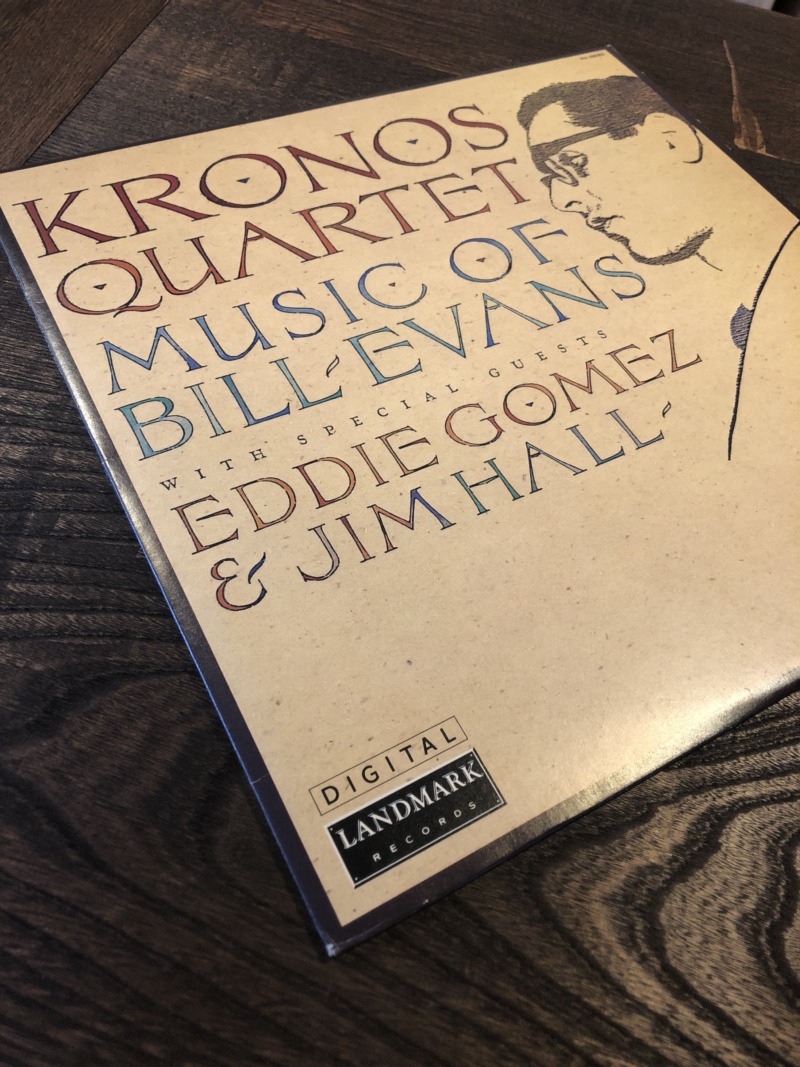 KRONOS
QUARTET
MUSIC OF
BILL EVANS
WITH SPECIAL GUESTS
EDDIE GOMEZ
& JIM HALL
DIGITAL
LANDMARK
RECORDS